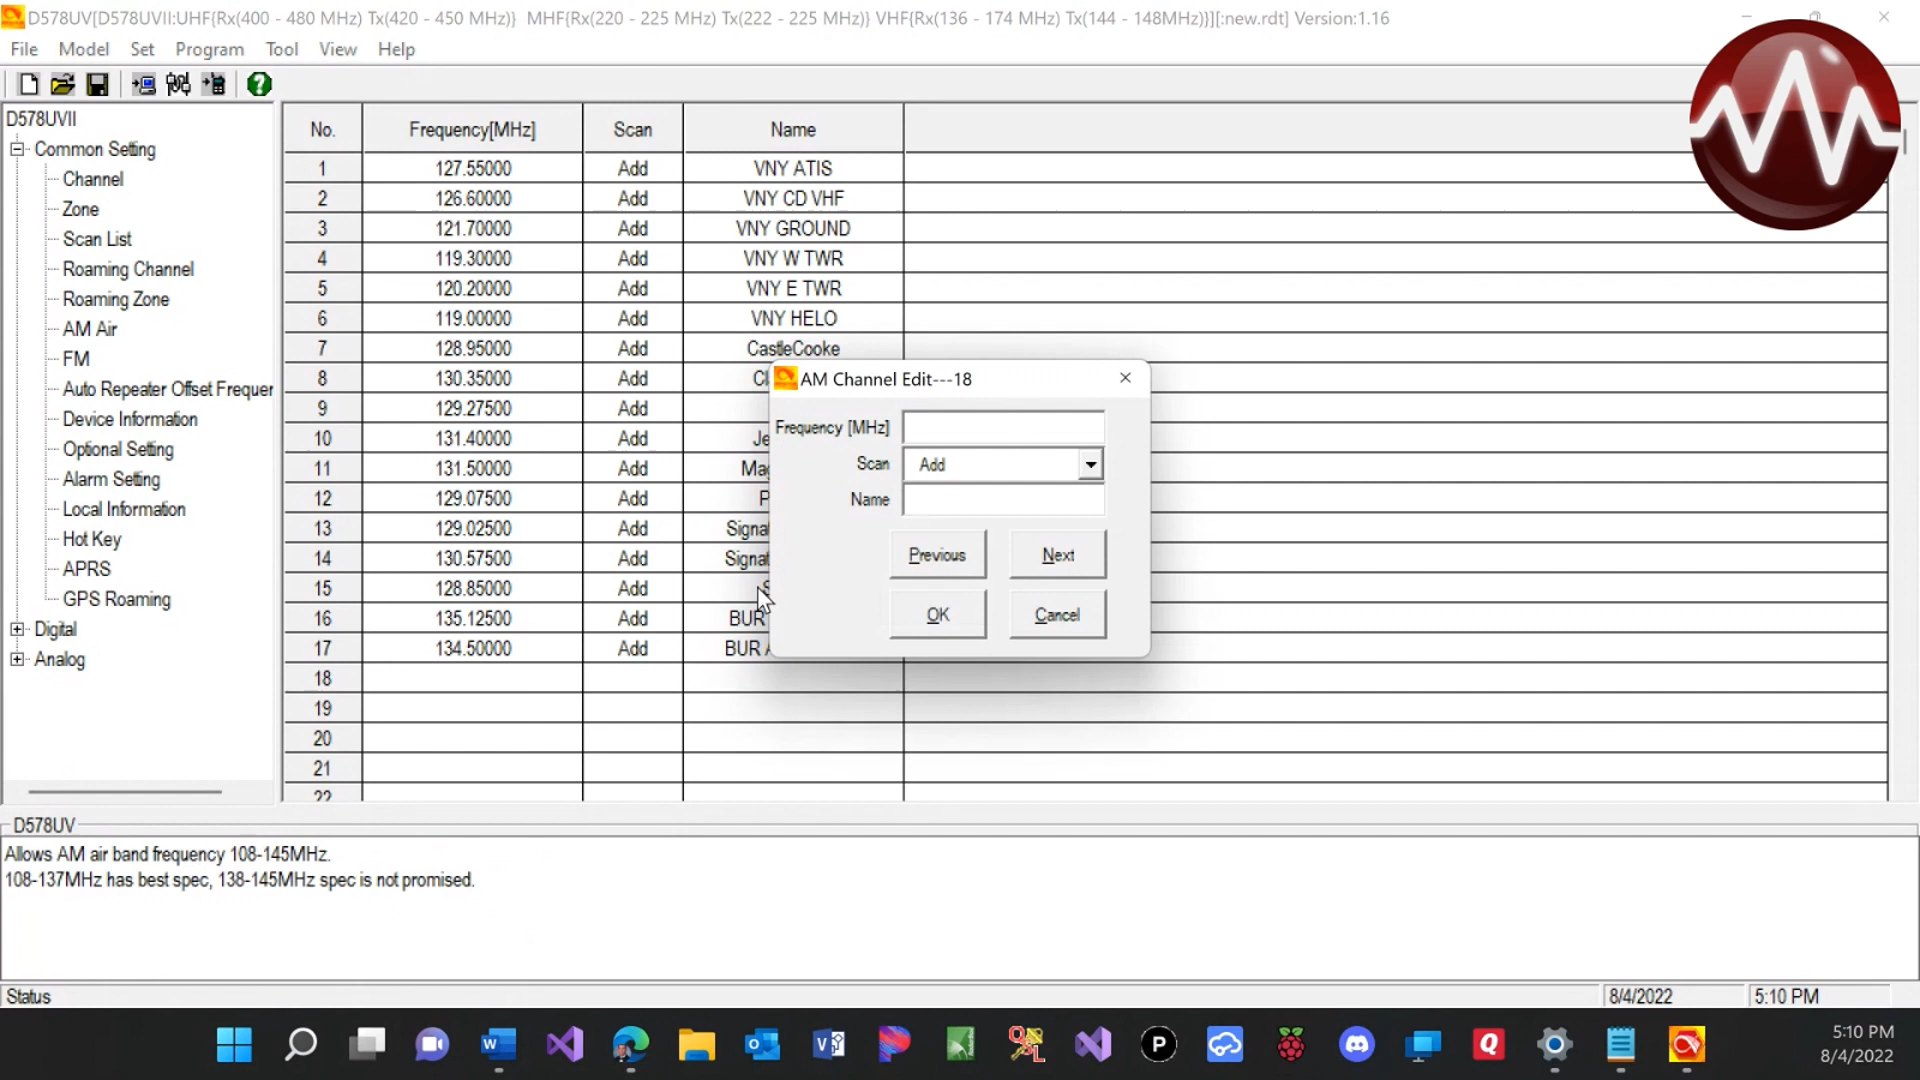 D578UV[D578UVII:UHF{Rx(400 - 480 MHz) Tx(420 - 450 MHz)} MHF{Rx(220 - 225 MHz) Tx(222 - 225 MHz)} VHF{Rx(136 - 174 MHz) Tx(144 - 148MHz)}][:new.rdt] Version:1.16
File Model Set Program Tool View Help
D578UVII
Common Setting
Channel
Zone
Scan List
Roaming Channel
Roaming Zone
AM Air
FM
Auto Repeater Offset Frequer
Device Information
Optional Setting
Alarm Setting
Local Information
Hot Key
APRS
GPS Roaming
Digital
Analog
No. Frequency[MHz] Scan Name
1 127.55000 Add VNY ATIS
2 126.60000 Add VNY CD VHF
3 121.70000 Add VNY GROUND
4 119.30000 Add VNY W TWR
5 120.20000 Add VNY E TWR
6 119.00000 Add VNY HELO
7 128.95000 Add CastleCooke
8 130.35000 Add
9 129.27500 Add
10 131.40000 Add Je
11 131.50000 Add Mag
12 129.07500 Add P
13 129.02500 Add Signat
14 130.57500 Add Signat
15 128.85000 Add
16 135.12500 Add BUR
17 134.50000 Add BUR
18
19
20
21
22
AM Channel Edit---18
Frequency [MHz]
Scan Add
Name
Previous Next
OK Cancel
D578UV
Allows AM air band frequency 108-145MHz.
108-137MHz has best spec, 138-145MHz spec is not promised.
Status 8/4/2022 5:10 PM
5:10 PM
8/4/2022